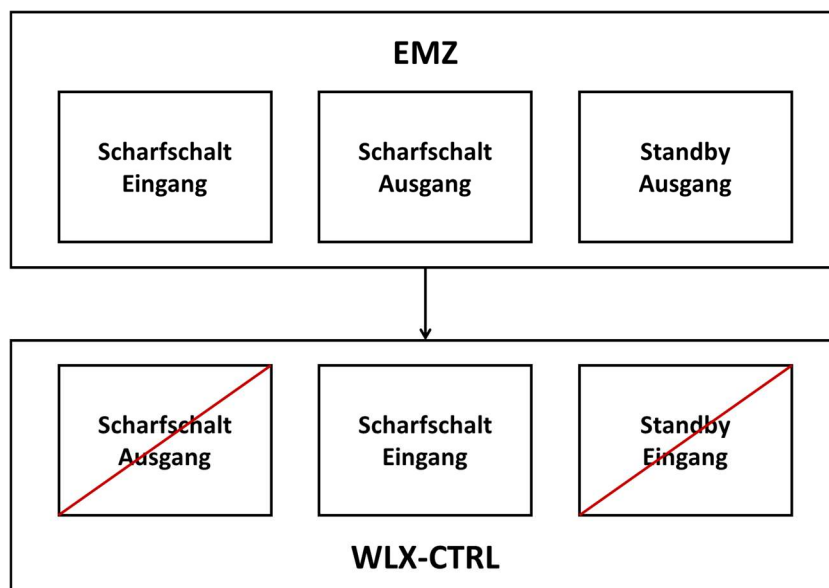 EMZ
Scharfschalt
Eingang
Scharfschalt
Ausgang
Standby
Ausgang
Scharfschalt
Ausgang
Scharfschalt
Eingang
Standby
Eingang
WLX-CTRL